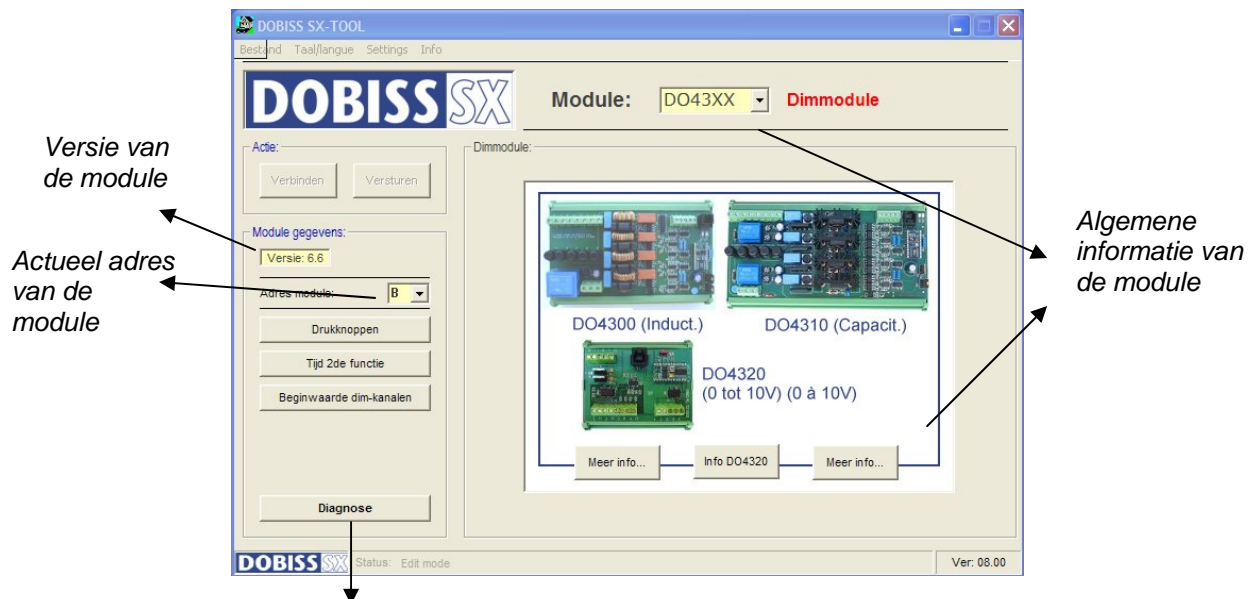 DOBISS SX-TOOL
Bestand Taal/langue Settings Info
DOBISS SX
Module: DO43XX Dimmodule
Versie van
de module
Actie:
Verbinden Versturen
Module gegevens:
Versie: 6.6
Actueel adres
van de
module
Adres module: B
Drukknoppen
Tijd 2de functie
Beginwaarde dim-kanalen
Diagnose
Dimmodule:
DO4300 (Induct.) DO4310 (Capacit.)
DO4320
(0 tot 10V) (0 à 10V)
Meer info... Info DO4320 Meer info...
Algemene
informatie van
de module
DOBISS SX Status: Edit mode Ver: 08.00